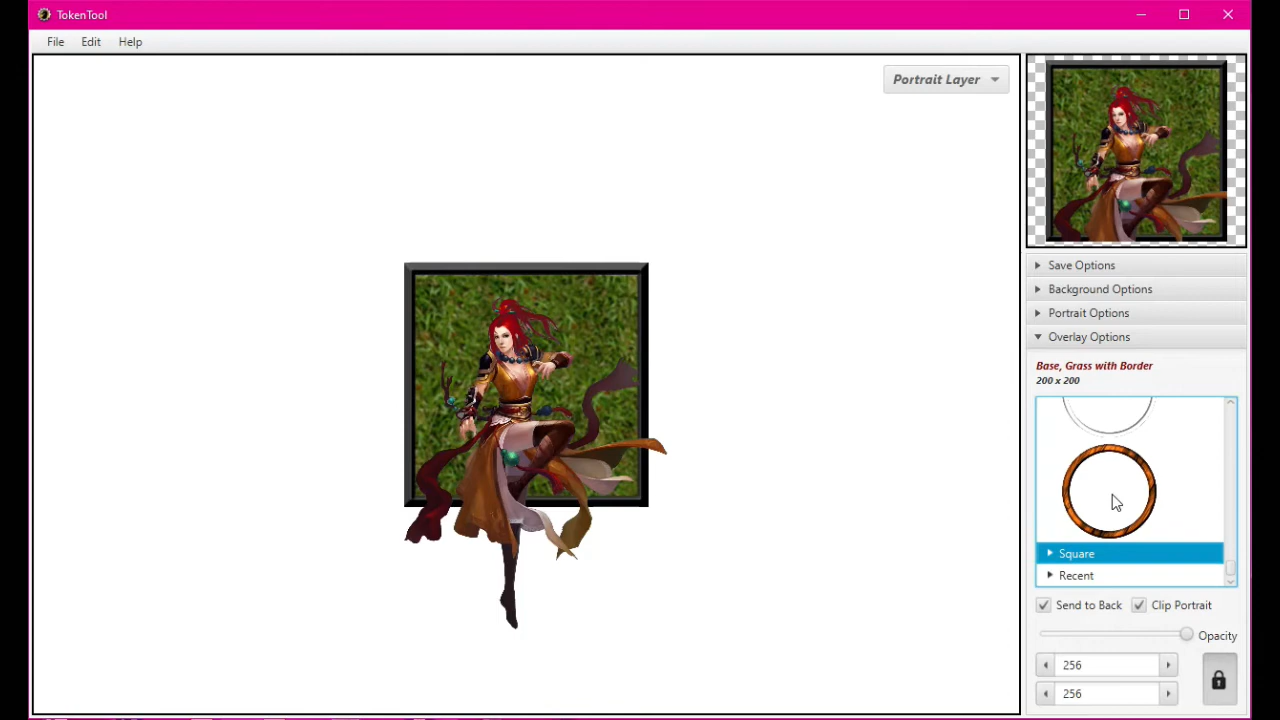 TokenTool
File Edit Help
Portrait Layer
Save Options
Background Options
Portrait Options
Overlay Options
Base, Grass with Border
200 x 200
Square
Recent
Send to Back Clip Portrait
Opacity
256
256